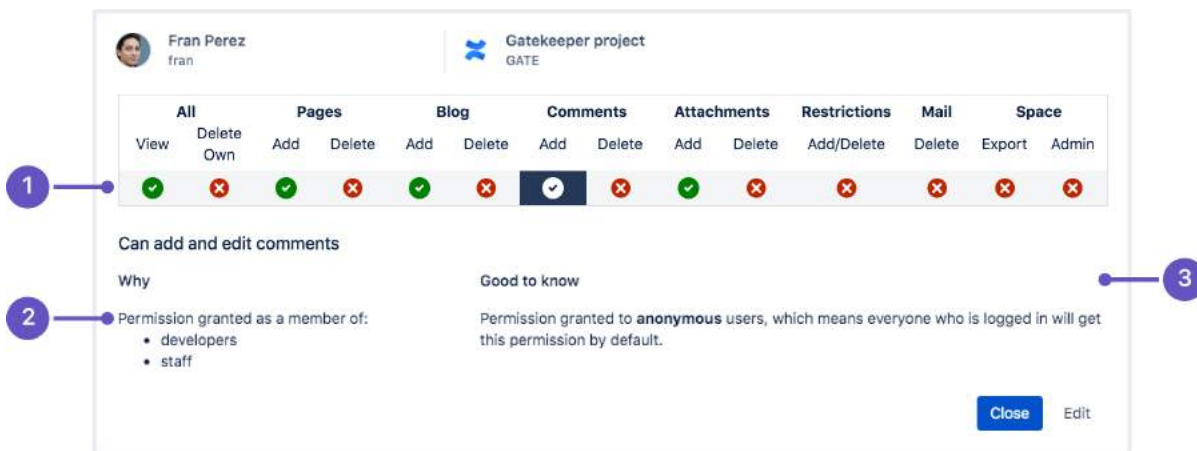 Fran Perez
fran
Gatekeeper project
GATE
All Pages Blog Comments Attachments Restrictions Mail Space
View Delete Own Add Delete Add Delete Add Delete Add Delete Add/Delete Delete Export Admin
1
Can add and edit comments
Why
Good to know
3
2
Permission granted as a member of:
• developers
• staff
Permission granted to anonymous users, which means everyone who is logged in will get
this permission by default.
Close Edit